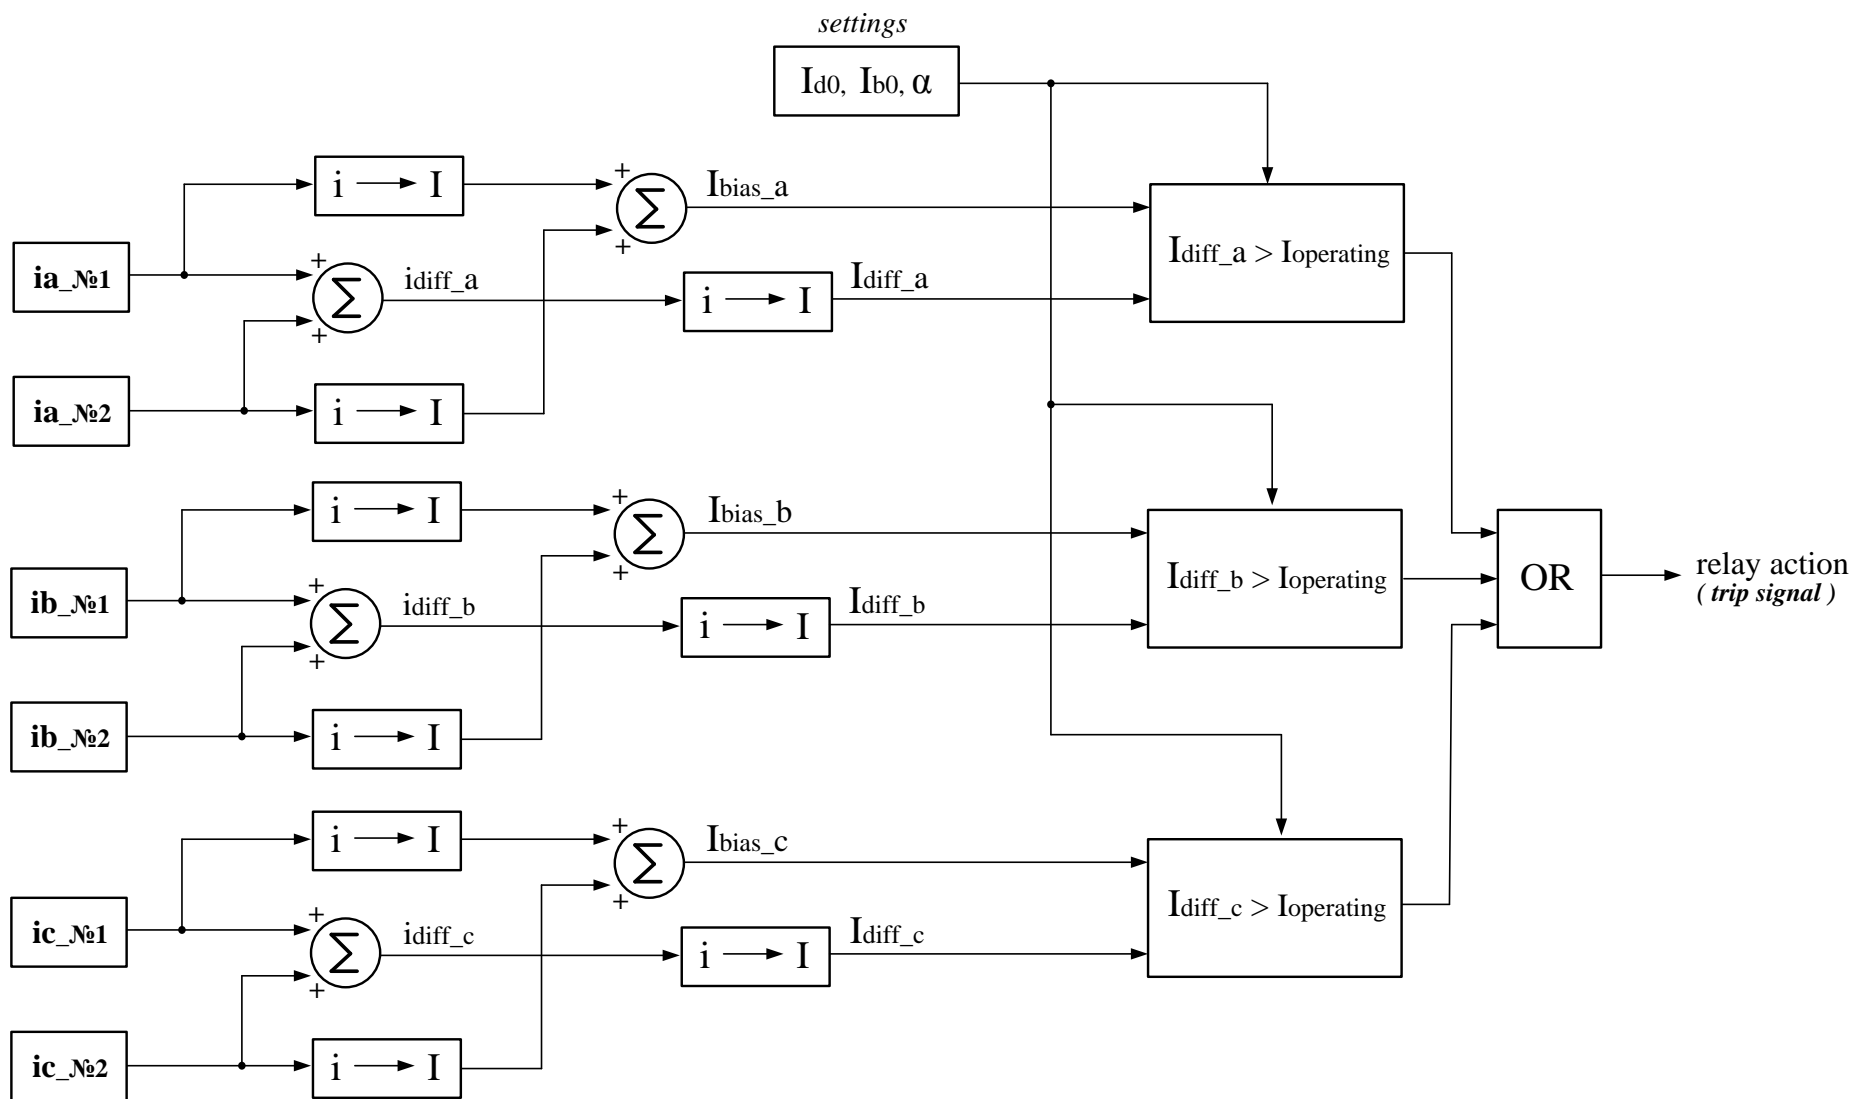 settings
Id0, Ib0, α
i I
+
Σ
+
Ibias_a
Idiff_a > Ioperating
ia_№1
+
Σ
+
idiff_a
i I
Idiff_a
ia_№2
i I
i I
+
Σ
+
Ibias_b
Idiff_b > Ioperating
OR
relay action
( trip signal )
ib_№1
+
Σ
+
idiff_b
i I
Idiff_b
ib_№2
i I
i I
+
Σ
+
Ibias_c
Idiff_c > Ioperating
ic_№1
+
Σ
+
idiff_c
i I
Idiff_c
ic_№2
i I